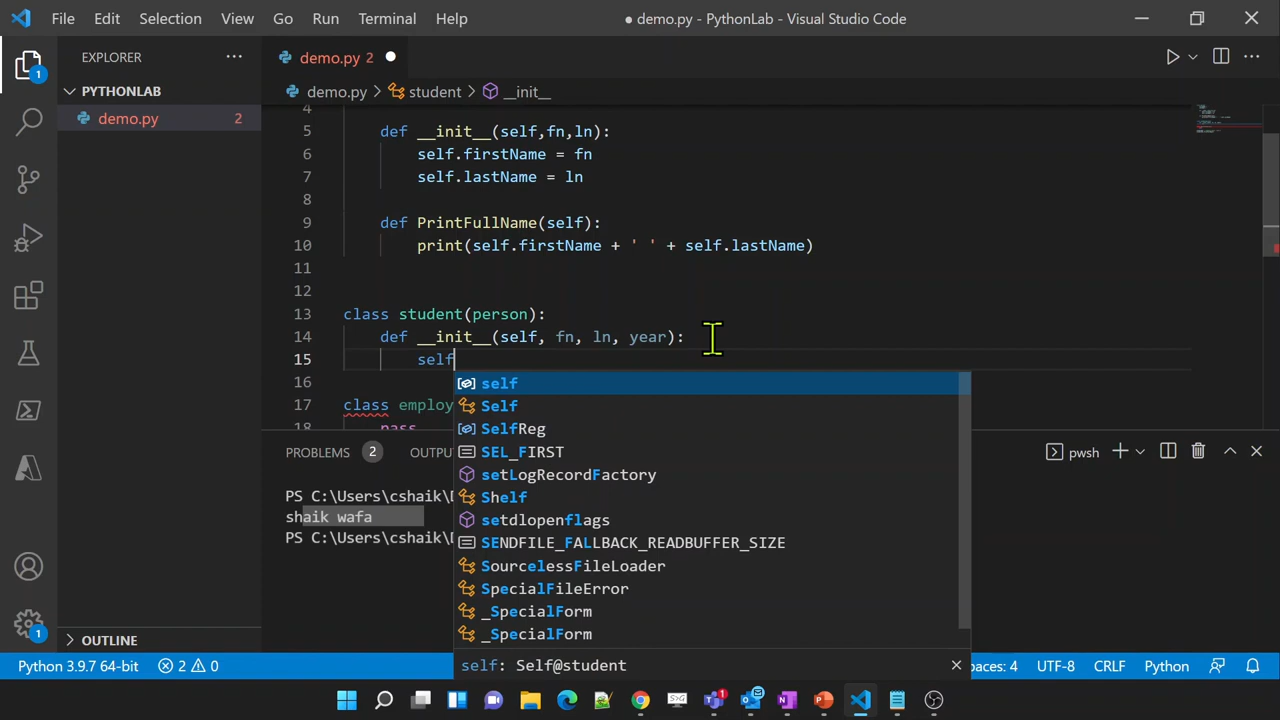 File Edit Selection View Go Run Terminal Help ● demo.py - PythonLab - Visual Studio Code
EXPLORER ... demo.py 2 ●
1 PYTHONLAB demo.py > student > __init__
demo.py 2
4
5 def __init__(self,fn,ln):
6 self.firstName = fn
7 self.lastName = ln
8
9 def PrintFullName(self):
10 print(self.firstName + ' ' + self.lastName)
11
12
13 class student(person):
14 def __init__(self, fn, ln, year):
15 self
16
17 class employ
18 pass
self
Self
SelfReg
SEL_FIRST
setLogRecordFactory
Shelf
setdlopenflags
SENDFILE_FALLBACK_READBUFFER_SIZE
SourcelessFileLoader
SpecialFileError
_SpecialForm
_SpecialForm
self: Self@student
PROBLEMS 2 OUTPU pwsh
PS C:\Users\cshaik\D
shaik wafa
PS C:\Users\cshaik\D
1 OUTLINE
Python 3.9.7 64-bit 2 0 paces: 4 UTF-8 CRLF Python
1